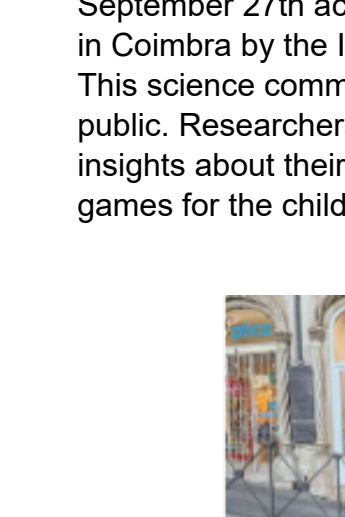 September 27th
in Coimbra by the
This science
public.
insights about their
games for the